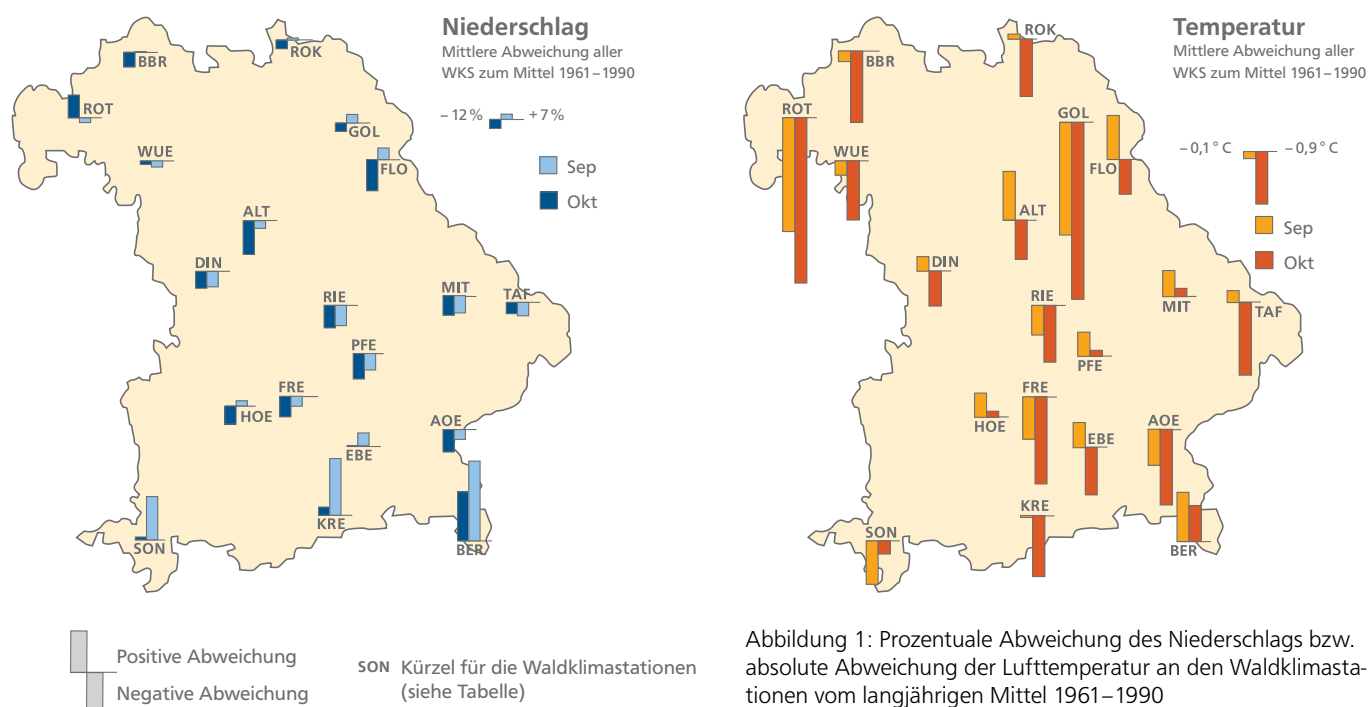 Niederschlag
Mittlere Abweichung aller
WKS zum Mittel 1961–1990
– 12 %
+ 7 %
Sep
Okt
BBR
ROK
ROT
GOL
WUE
FLO
ALT
DIN
RIE
MIT
TAF
PFE
FRE
HOE
AOE
EBE
KRE
SON
BER
Positive Abweichung
Negative Abweichung
SON Kürzel für die Waldklimastationen
(siehe Tabelle)
Temperatur
Mittlere Abweichung aller
WKS zum Mittel 1961–1990
– 0,1 ° C
– 0,9 ° C
Sep
Okt
ROK
BBR
ROT
GOL
WUE
FLO
ALT
DIN
RIE
MIT
TAF
PFE
FRE
HOE
AOE
EBE
KRE
SON
BER
Abbildung 1: Prozentuale Abweichung des Niederschlags bzw.
absolute Abweichung der Lufttemperatur an den Waldklimasta-
tionen vom langjährigen Mittel 1961–1990